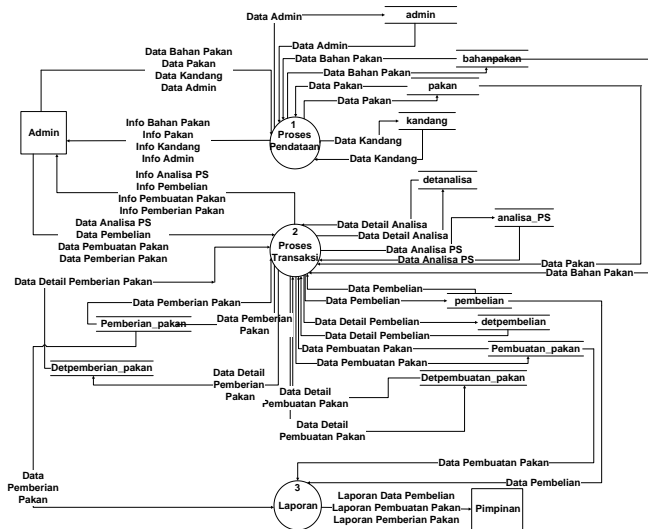 Data Admin
admin
Data Admin
Data Bahan Pakan
Data Bahan Pakan
bahanpakan
Data Pakan
pakan
Data Pakan
Data Bahan Pakan
Data Pakan
Data Kandang
Data Admin
Admin
1
Proses
Pendataan
kandang
Data Kandang
Data Kandang
Info Bahan Pakan
Info Pakan
Info Kandang
Info Admin
Info Analisa PS
Info Pembelian
Info Pembuatan Pakan
Info Pemberian Pakan
detanalisa
Data Detail Analisa
Data Detail Analisa
analisa_PS
Data Analisa PS
Data Analisa PS
Data Analisa PS
Data Pembelian
Data Pembuatan Pakan
Data Pemberian Pakan
2
Proses
Transaksi
Data Pakan
Data Bahan Pakan
Data Detail Pemberian Pakan
Data Pembelian
Data Pembelian
pembelian
Data Pemberian Pakan
Pemberian_pakan
Data Pemberian
Pakan
Data Detail Pembelian
detpembelian
Data Detail Pembelian
Data Pembuatan Pakan
Pembuatan_pakan
Data Pembuatan Pakan
Detpemberian_pakan
Data Detail
Pemberian
Pakan
Detpembuatan_pakan
Data Detail
Pembuatan Pakan
Data Detail
Pembuatan Pakan
Data
Pemberian
Pakan
Data Pembuatan Pakan
Data Pembelian
3
Laporan
Laporan Data Pembelian
Laporan Pembuatan Pakan
Laporan Pemberian Pakan
Pimpinan